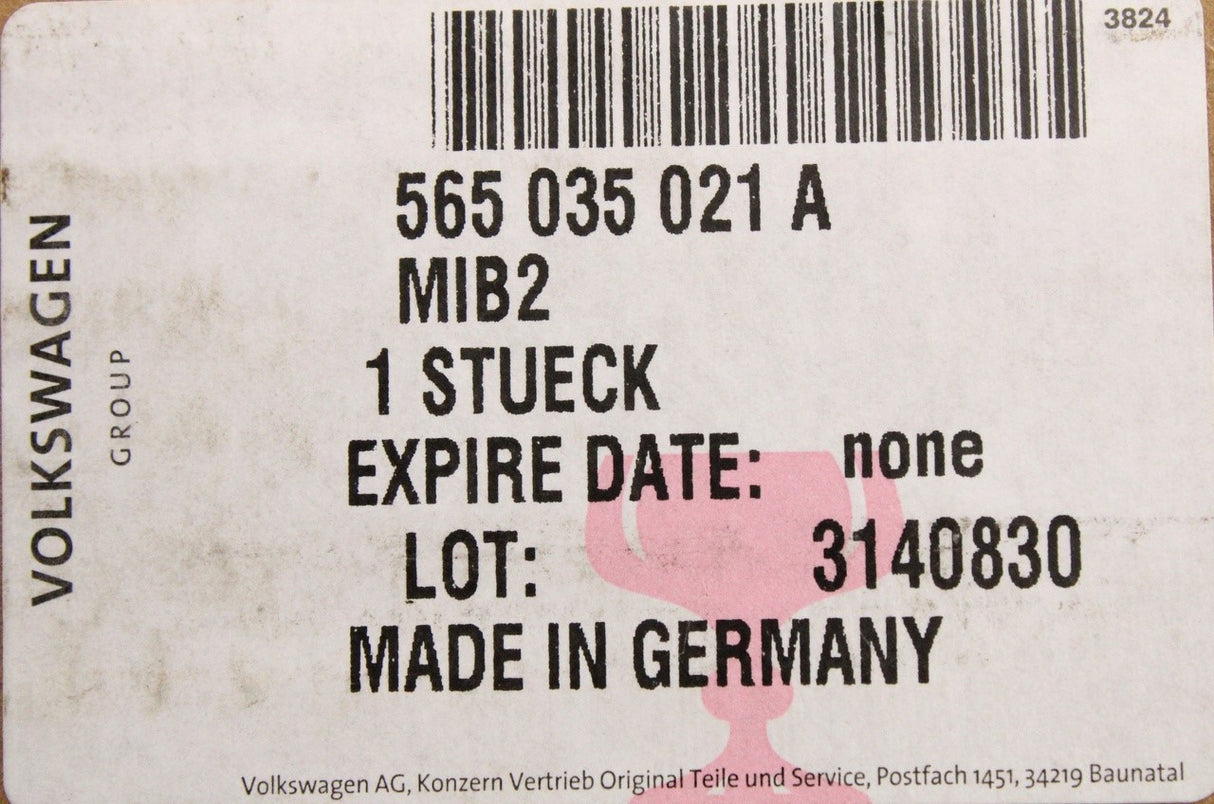 3824
565 035 021 A
MIB2
1 STUECK
EXPIRE DATE: none
LOT: 3140830
MADE IN GERMANY
VOLKSWAGEN
GROUP
Volkswagen AG, Konzern Vertrieb Original Teile und Service, Postfach 1451, 34219 Baunatal